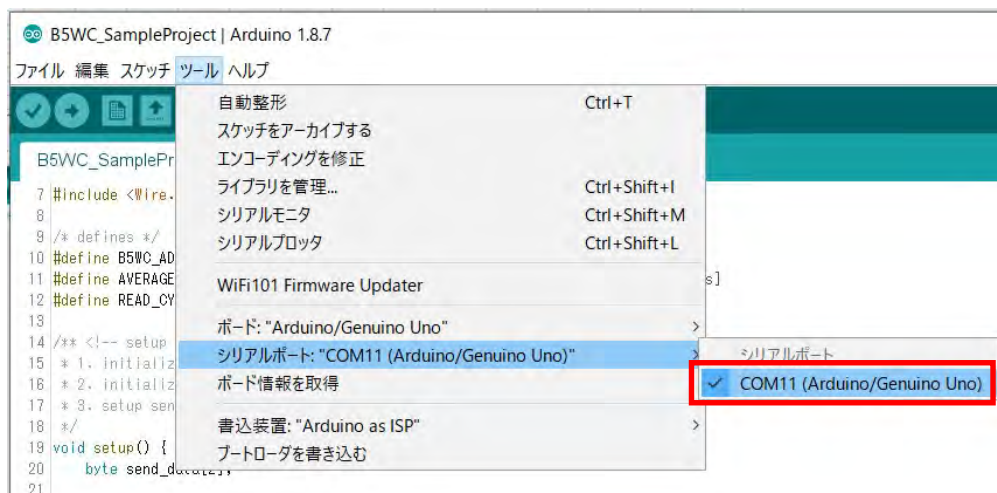 B5WC_SampleProject | Arduino 1.8.7
ファイル 編集 スケッチ ツール ヘルプ
自動整形 Ctrl+T
スケッチをアーカイブする
エンコーディングを修正
ライブラリを管理... Ctrl+Shift+I
シリアルモニタ Ctrl+Shift+M
シリアルプロッタ Ctrl+Shift+L
WiFi101 Firmware Updater
ボード: "Arduino/Genuino Uno"
シリアルポート: "COM11 (Arduino/Genuino Uno)"
ボード情報を取得
書込装置: "Arduino as ISP"
ブートローダを書き込む
シリアルポート
COM11 (Arduino/Genuino Uno)
B5WC_SamplePr
7 #include <Wire.
8
9 /* defines */
10 #define B5WC_AD
11 #define AVERAGE s]
12 #define READ_CY
13
14 /** <!-- setup
15 * 1. initializ
16 * 2. initializ
17 * 3. setup sen
18 */
19 void setup() {
20 byte send_data[2];
21